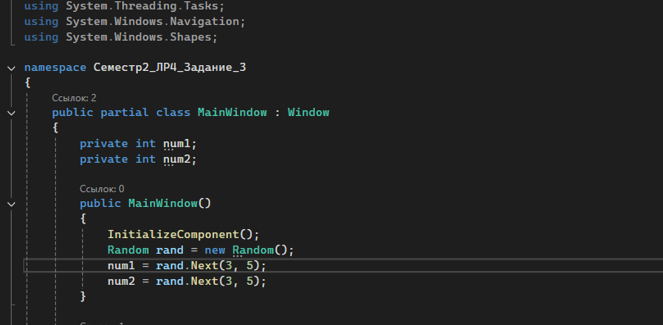 using System.Threading.Tasks;
using System.Windows.Navigation;
using System.Windows.Shapes;
namespace Семестр2_ЛР4_Задание_3
{
Ссылок: 2
public partial class MainWindow : Window
{
private int num1;
private int num2;
Ссылок: 0
public MainWindow()
{
InitializeComponent();
Random rand = new Random();
num1 = rand.Next(3, 5);
num2 = rand.Next(3, 5);
}